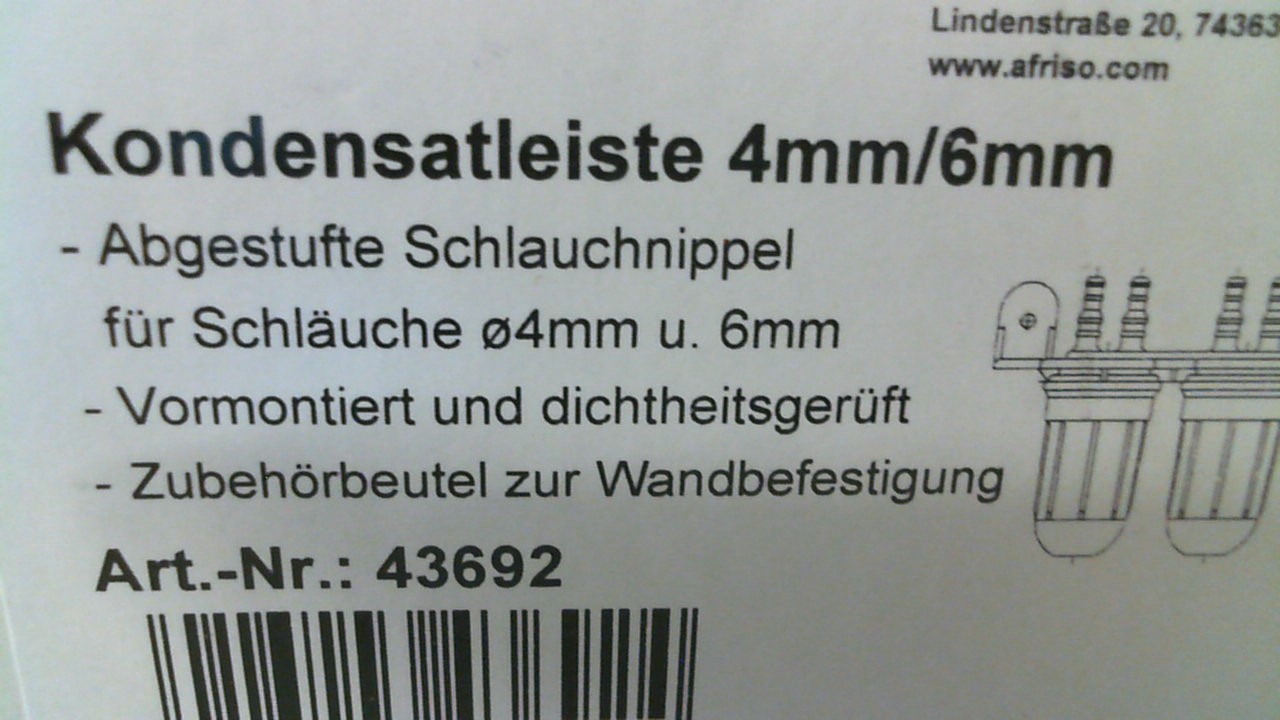 Lindenstraße 20, 74363
www.afriso.com
Kondensatleiste 4mm/6mm
- Abgestufte Schlauchnippel
für Schläuche ø4mm u. 6mm
- Vormontiert und dichtheitsgerüft
- Zubehörbeutel zur Wandbefestigung
Art.-Nr.: 43692